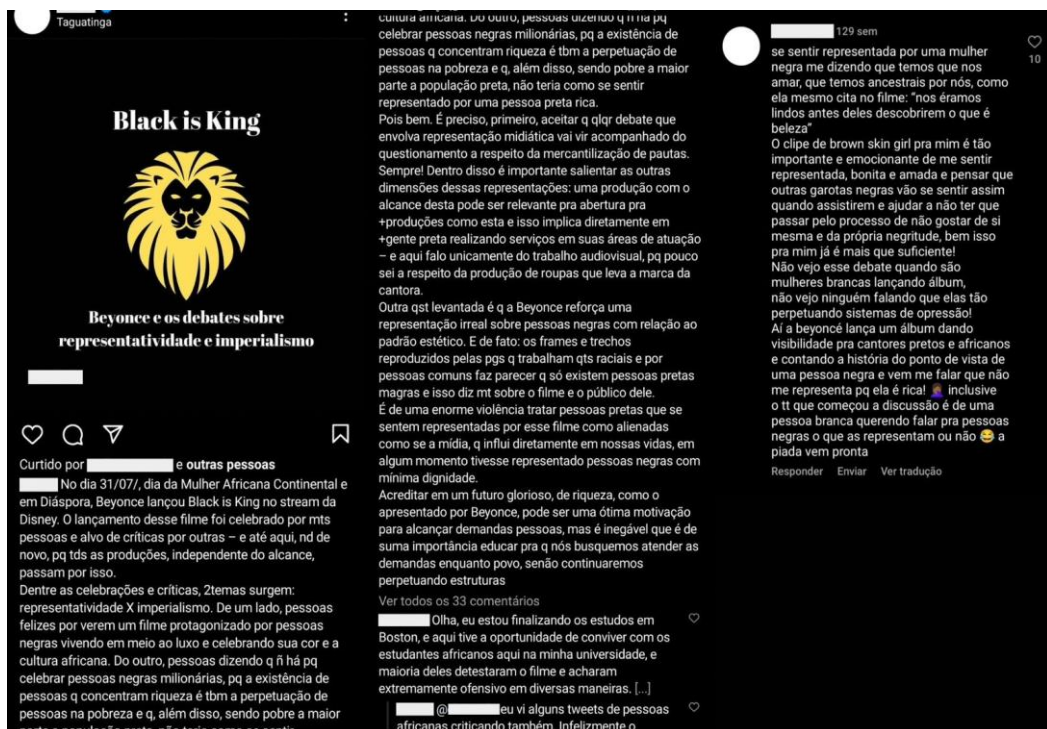 Taguatinga
Black is King
Beyonce e os debates sobre
representatividade e imperialismo
Curtido por e outras pessoas
No dia 31/07/, dia da Mulher Africana Continental e
em Diáspora, Beyonce lançou Black is King no stream da
Disney. O lançamento desse filme foi celebrado por mts
pessoas e alvo de críticas por outras – e até aqui, nd de
novo, pq tds as produções, independente do alcance,
passam por isso.
Dentre as celebrações e críticas, 2temas surgem:
representatividade X imperialismo. De um lado, pessoas
felizes por verem um filme protagonizado por pessoas
negras vivendo em meio ao luxo e celebrando sua cor e a
cultura africana. Do outro, pessoas dizendo q ñ há pq
celebrar pessoas negras milionárias, pq a existência de
pessoas q concentram riqueza é tbm a perpetuação de
pessoas na pobreza e q, além disso, sendo pobre a maior
parte a população preta, não teria como se sentir
cultura africana. Do outro, pessoas dizendo q ñ há pq
celebrar pessoas negras milionárias, pq a existência de
pessoas q concentram riqueza é tbm a perpetuação de
pessoas na pobreza e q, além disso, sendo pobre a maior
parte a população preta, não teria como se sentir
representado por uma pessoa preta rica.
Pois bem. É preciso, primeiro, aceitar q qlqr debate que
envolva representação midiática vai vir acompanhado do
questionamento a respeito da mercantilização de pautas.
Sempre! Dentro disso é importante salientar as outras
dimensões dessas representações: uma produção com o
alcance desta pode ser relevante pra abertura pra
+produções como esta e isso implica diretamente em
+gente preta realizando serviços em suas áreas de atuação
– e aqui falo unicamente do trabalho audiovisual, pq pouco
sei a respeito da produção de roupas que leva a marca da
cantora.
Outra qst levantada é q a Beyonce reforça uma
representação irreal sobre pessoas negras com relação ao
padrão estético. E de fato: os frames e trechos
reproduzidos pelas pgs q trabalham qts raciais e por
pessoas comuns faz parecer q só existem pessoas pretas
magras e isso diz mt sobre o filme e o público dele.
É de uma enorme violência tratar pessoas pretas que se
sentem representadas por esse filme como alienadas
como se a mídia, q influi diretamente em nossas vidas, em
algum momento tivesse representado pessoas negras com
mínima dignidade.
Acreditar em um futuro glorioso, de riqueza, como o
apresentado por Beyonce, pode ser uma ótima motivação
para alcançar demandas pessoas, mas é inegável que é de
suma importância educar pra q nós busquemos atender as
demandas enquanto povo, senão continuaremos
perpetuando estruturas
Ver todos os 33 comentários
Olha, eu estou finalizando os estudos em
Boston, e aqui tive a oportunidade de conviver com os
estudantes africanos aqui na minha universidade, e
maioria deles detestaram o filme e acharam
extremamente ofensivo em diversas maneiras. [...]
@ eu vi alguns tweets de pessoas
africanas criticando também. Infelizmente o
129 sem
se sentir representada por uma mulher
negra me dizendo que temos que nos
amar, que temos ancestrais por nós, como
ela mesmo cita no filme: “nos éramos
lindos antes deles descobrirem o que é
beleza”
O clipe de brown skin girl pra mim é tão
importante e emocionante de me sentir
representada, bonita e amada e pensar que
outras garotas negras vão se sentir assim
quando assistirem e ajudar a não ter que
passar pelo processo de não gostar de si
mesma e da própria negritude, bem isso
pra mim já é mais que suficiente!
Não vejo esse debate quando são
mulheres brancas lançando álbum,
não vejo ninguém falando que elas tão
perpetuando sistemas de opressão!
Aí a beyoncé lança um álbum dando
visibilidade pra cantores pretos e africanos
e contando a história do ponto de vista de
uma pessoa negra e vem me falar que não
me representa pq ela é rica! 🤦🏾‍♀️ inclusive
o tt que começou a discussão é de uma
pessoa branca querendo falar pra pessoas
negras o que as representam ou não 😂 a
piada vem pronta
Responder Enviar Ver tradução
10